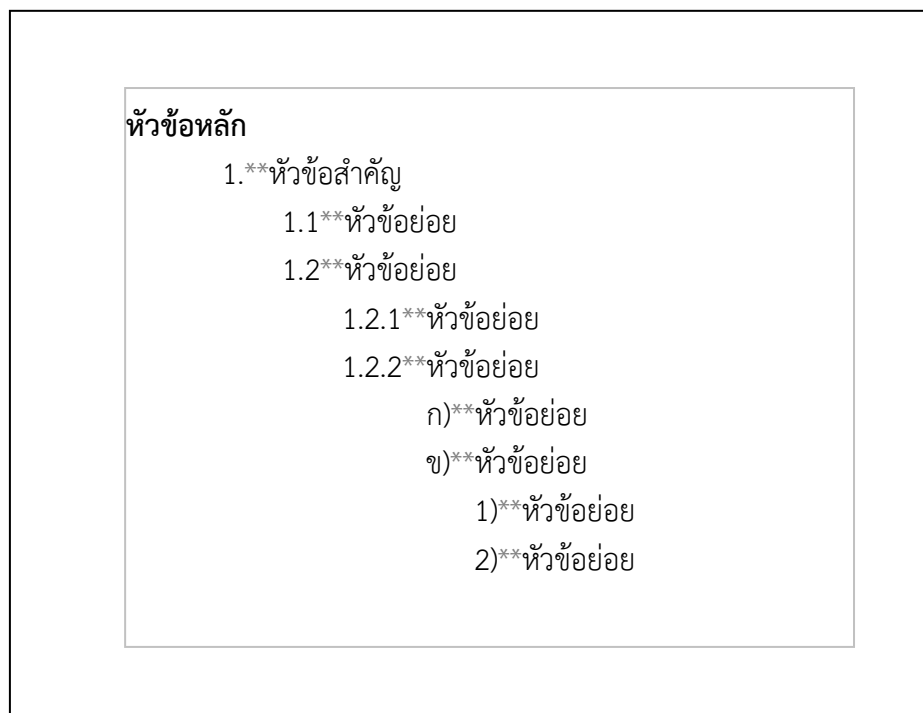 หัวข้อหลัก
1.**หัวข้อสำคัญ
1.1**หัวข้อย่อย
1.2**หัวข้อย่อย
1.2.1**หัวข้อย่อย
1.2.2**หัวข้อย่อย
ก)**หัวข้อย่อย
ข)**หัวข้อย่อย
1)**หัวข้อย่อย
2)**หัวข้อย่อย